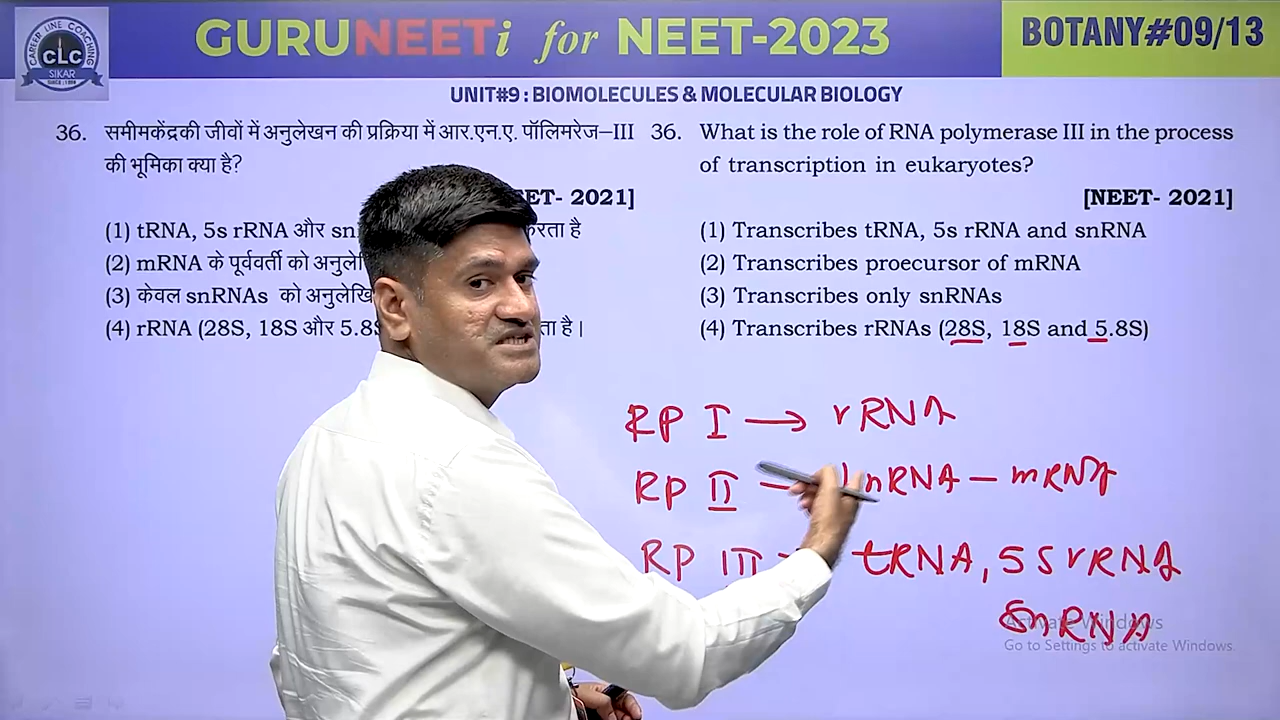 CAREER LINE COACHING
CLC
SIKAR
SINCE : 1996
GURUNEETi for NEET-2023
BOTANY#09/13
UNIT#9 : BIOMOLECULES & MOLECULAR BIOLOGY
36. समीमकेंद्रकी जीवों में अनुलेखन की प्रक्रिया में आर.एन.ए. पॉलिमरेज–III
की भूमिका क्या है?
EET- 2021]
(1) tRNA, 5s rRNA और sn करता है
(2) mRNA के पूर्ववर्ती को अनुले
(3) केवल snRNAs को अनुलेखि
(4) rRNA (28S, 18S और 5.8S ता है।
36. What is the role of RNA polymerase III in the process
of transcription in eukaryotes?
[NEET- 2021]
(1) Transcribes tRNA, 5s rRNA and snRNA
(2) Transcribes proecursor of mRNA
(3) Transcribes only snRNAs
(4) Transcribes rRNAs (28S, 18S and 5.8S)
RP I → rRNA
RP II – hnRNA – mRNA
RP III – tRNA, 5S rRNA
SnRNA
Activate Windows
Go to Settings to activate Windows.